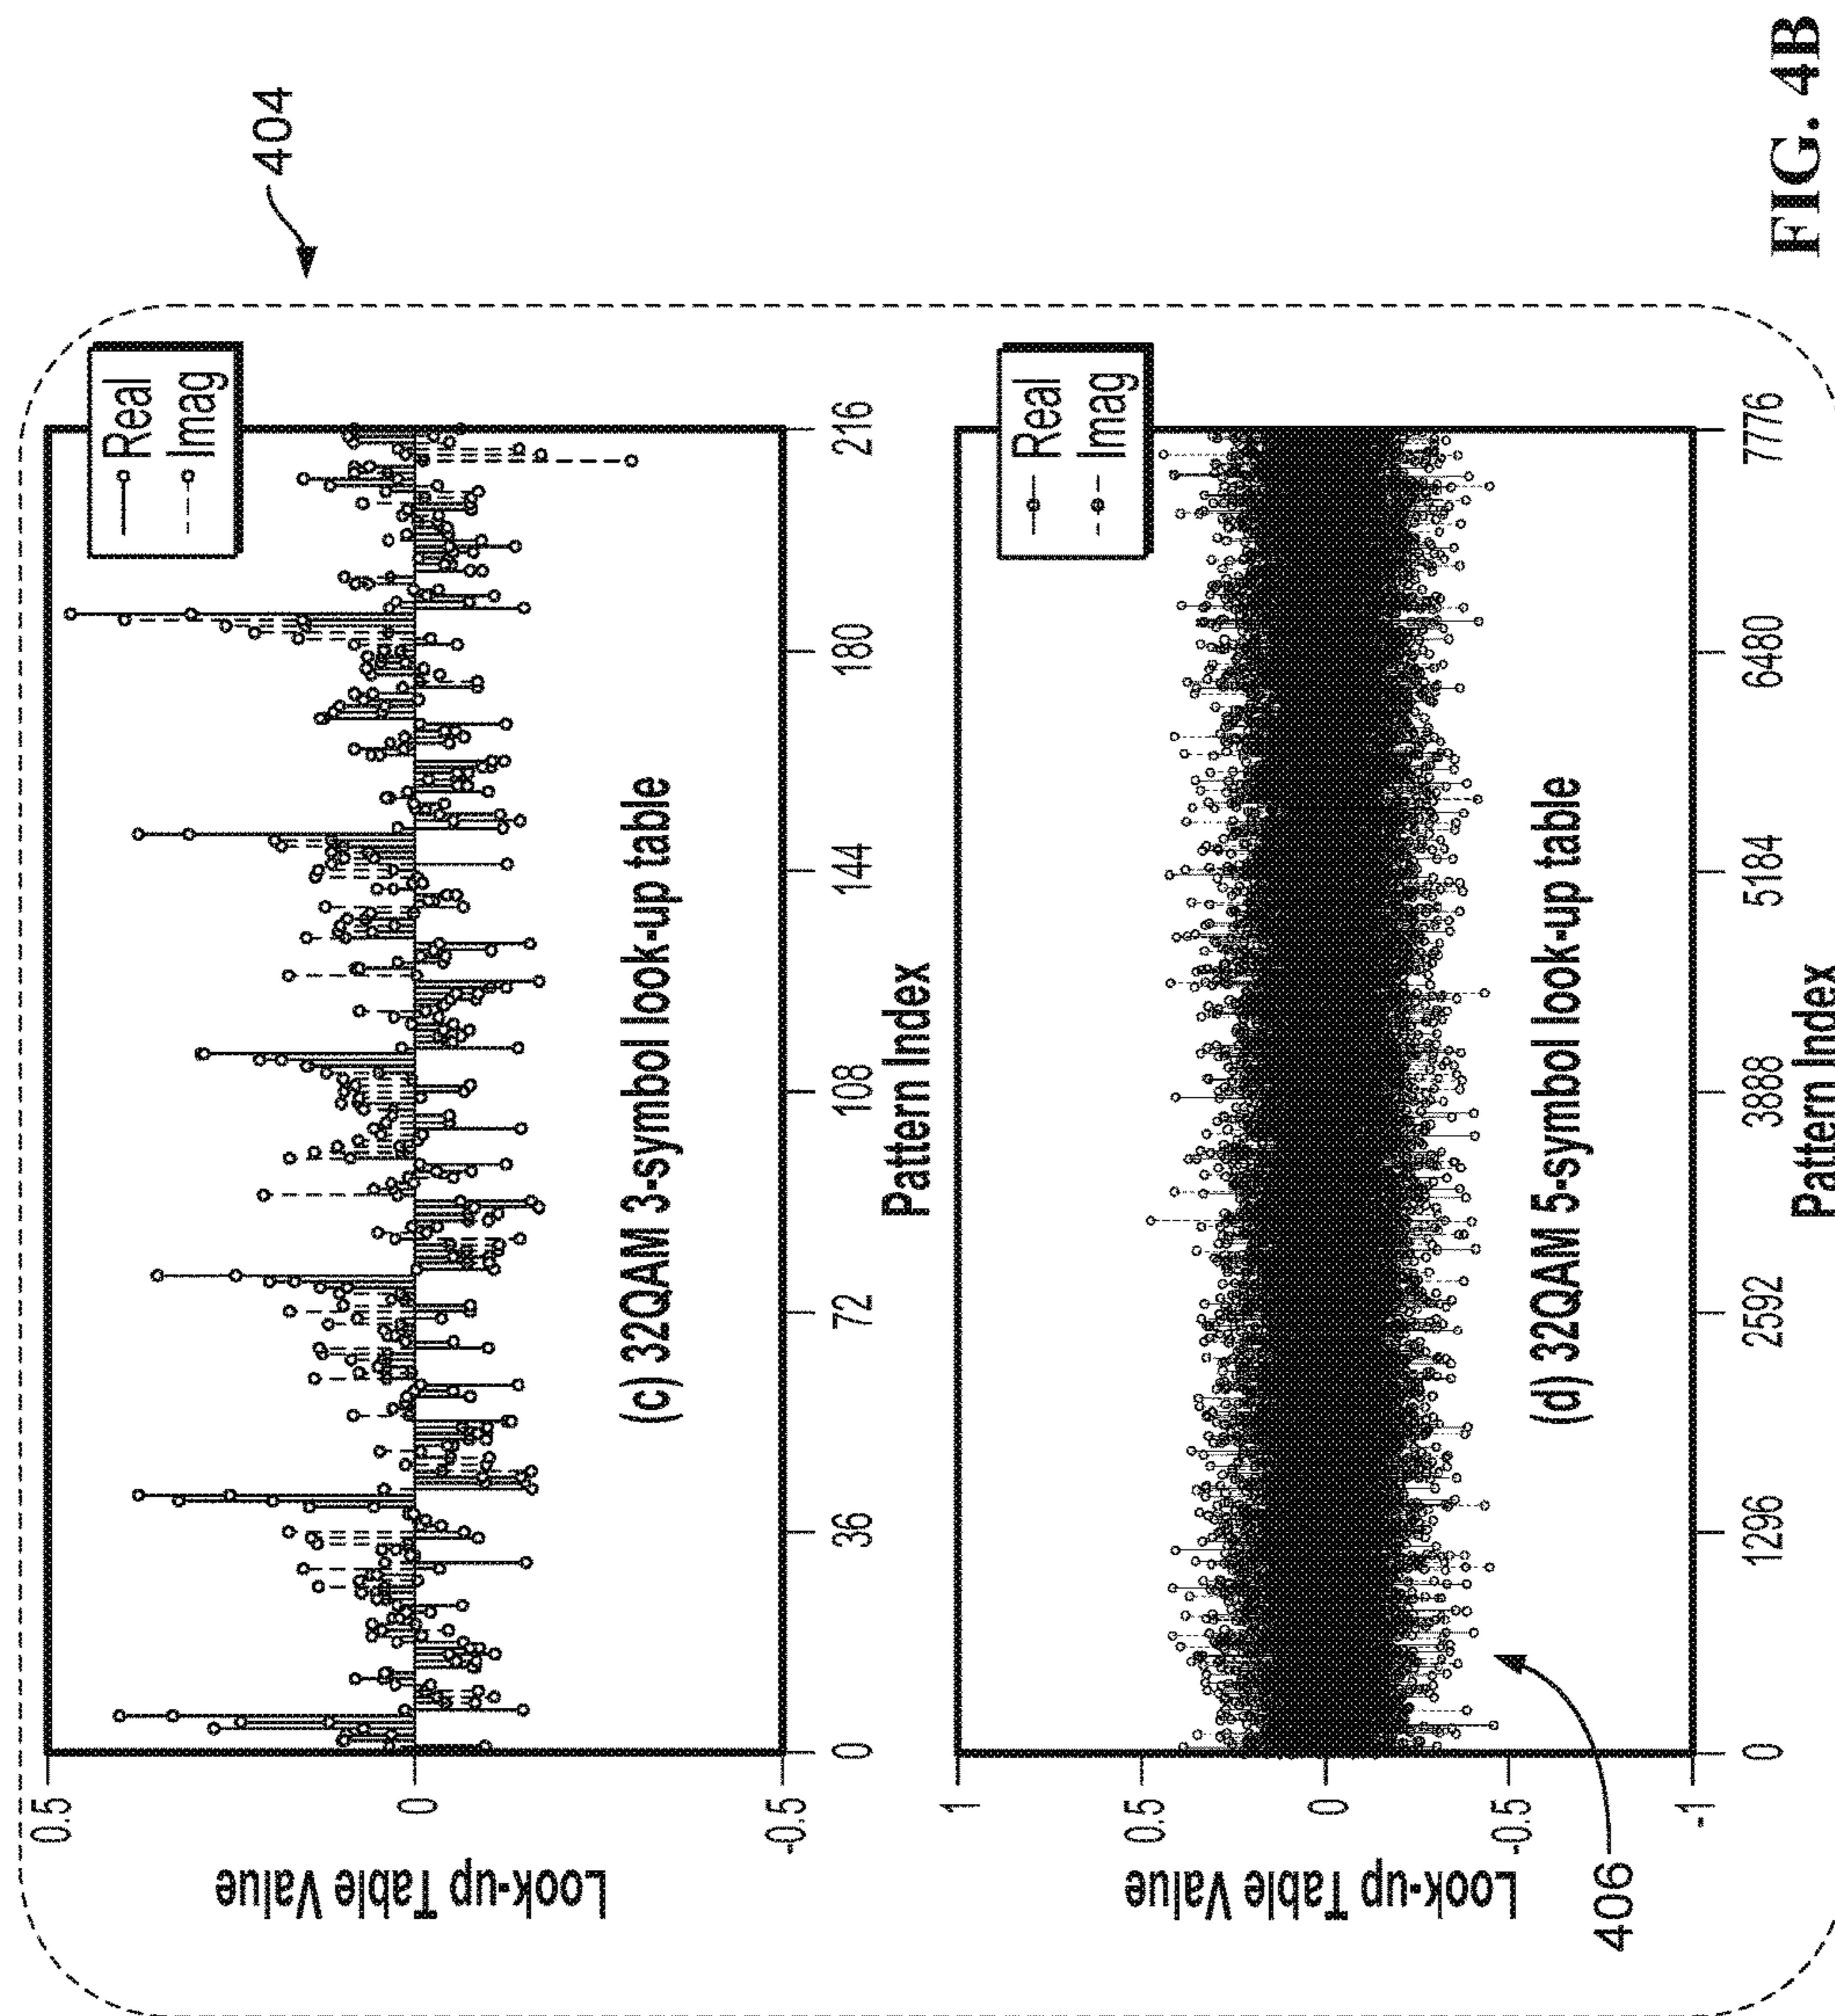 404
0.5
0
-0.5
Look-up Table Value
Real
Imag
(c) 32QAM 3-symbol look-up table
0
36
72
108
144
180
216
Pattern Index
1
0.5
0
-0.5
-1
Look-up Table Value
Real
Imag
(d) 32QAM 5-symbol look-up table
406
0
1296
2592
3888
5184
6480
7776
Pattern Index
FIG. 4B